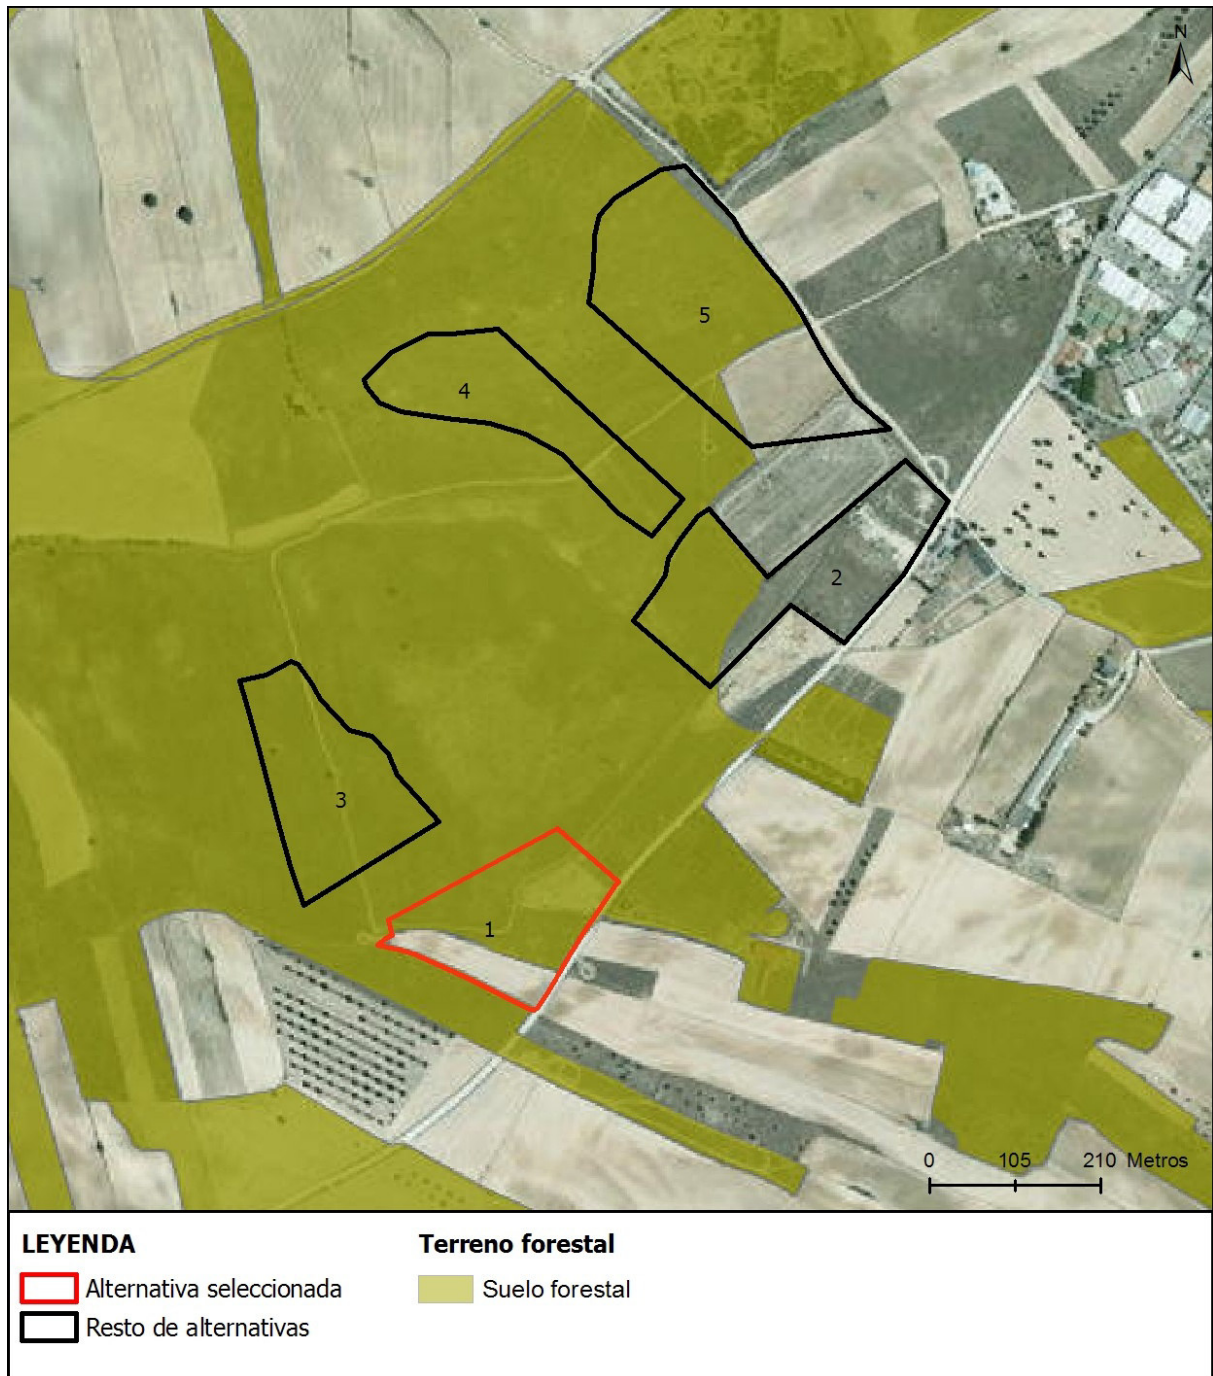 N
5
4
2
3
1
0 105 210 Metros
LEYENDA
Alternativa seleccionada
Resto de alternativas
Terreno forestal
Suelo forestal